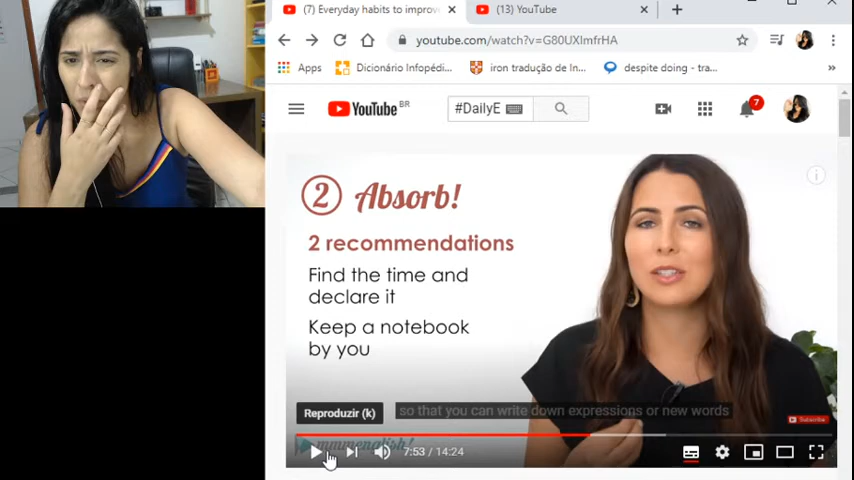 (7) Everyday habits to improv
(13) YouTube
youtube.com/watch?v=G80UXImfrHA
Apps
Dicionário Infopédi...
iron tradução de In...
despite doing - tra...
»
YouTube BR
#DailyE
7
2 Absorb!
2 recommendations
Find the time and
declare it
Keep a notebook
by you
Reproduzir (k)
so that you can write down expressions or new words
Subscribe
mmmenglish!
7:53 / 14:24